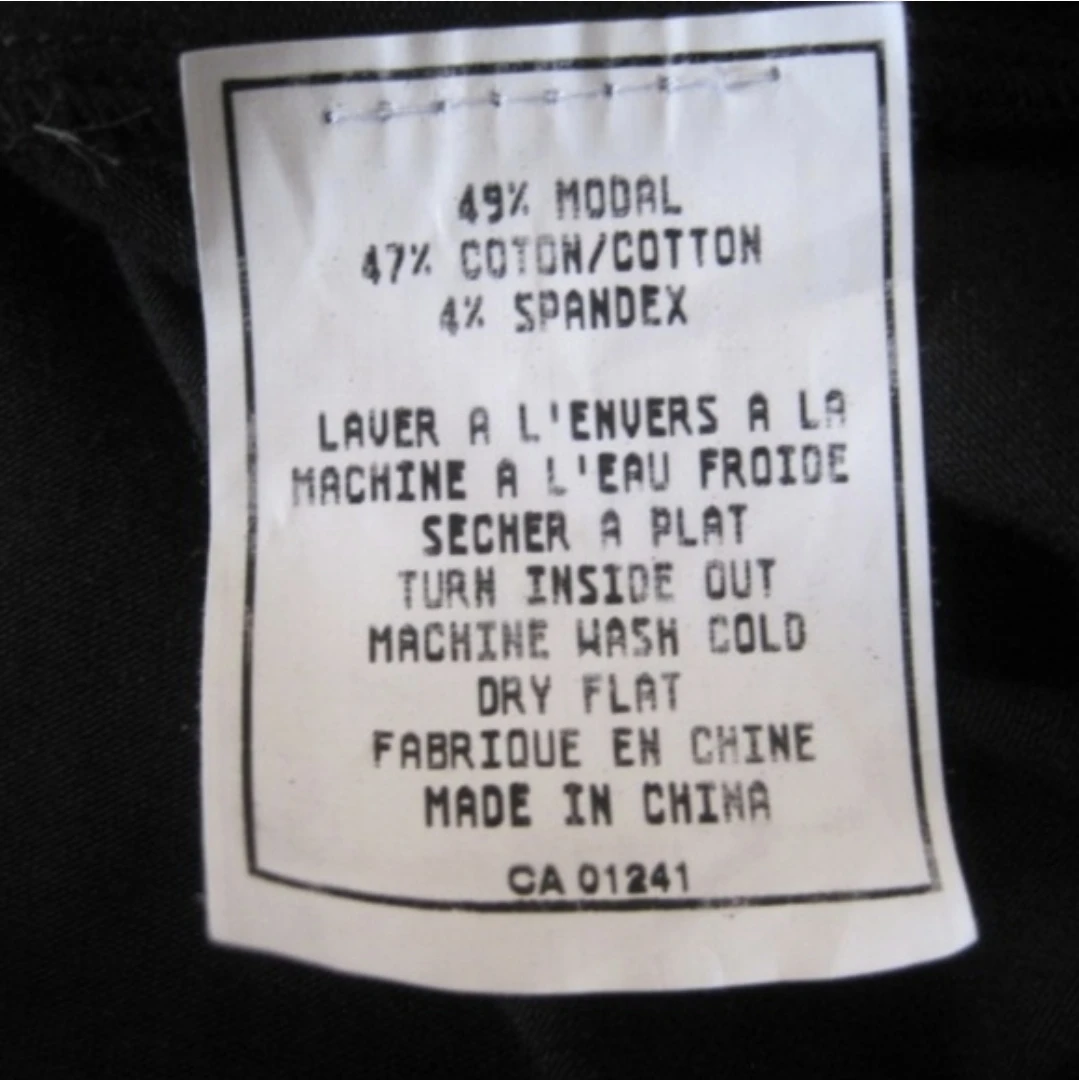 49% MODAL
47% COTON/COTTON
4% SPANDEX
LAVER A L'ENVERS A LA
MACHINE A L'EAU FROIDE
SECHER A PLAT
TURN INSIDE OUT
MACHINE WASH COLD
DRY FLAT
FABRIQUE EN CHINE
MADE IN CHINA
CA 01241